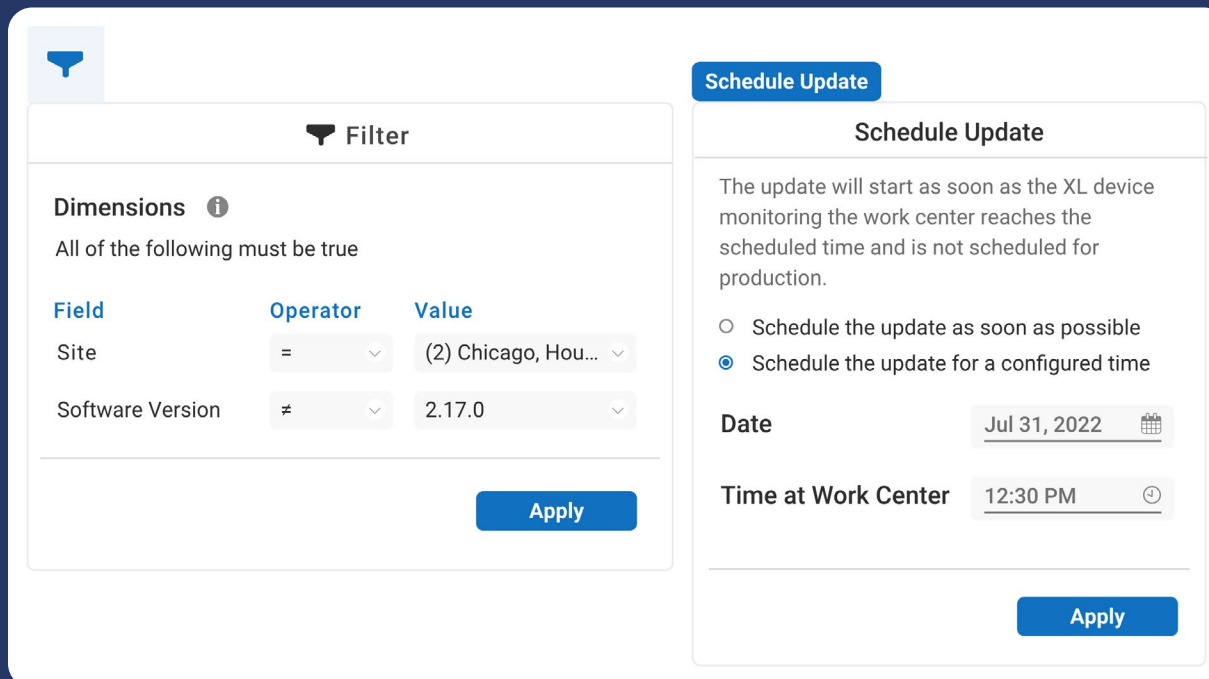 Filter
Dimensions
All of the following must be true
Field Operator Value
Site = (2) Chicago, Hou...
Software Version ≠ 2.17.0
Apply
Schedule Update
Schedule Update
The update will start as soon as the XL device
monitoring the work center reaches the
scheduled time and is not scheduled for
production.
Schedule the update as soon as possible
Schedule the update for a configured time
Date Jul 31, 2022
Time at Work Center 12:30 PM
Apply